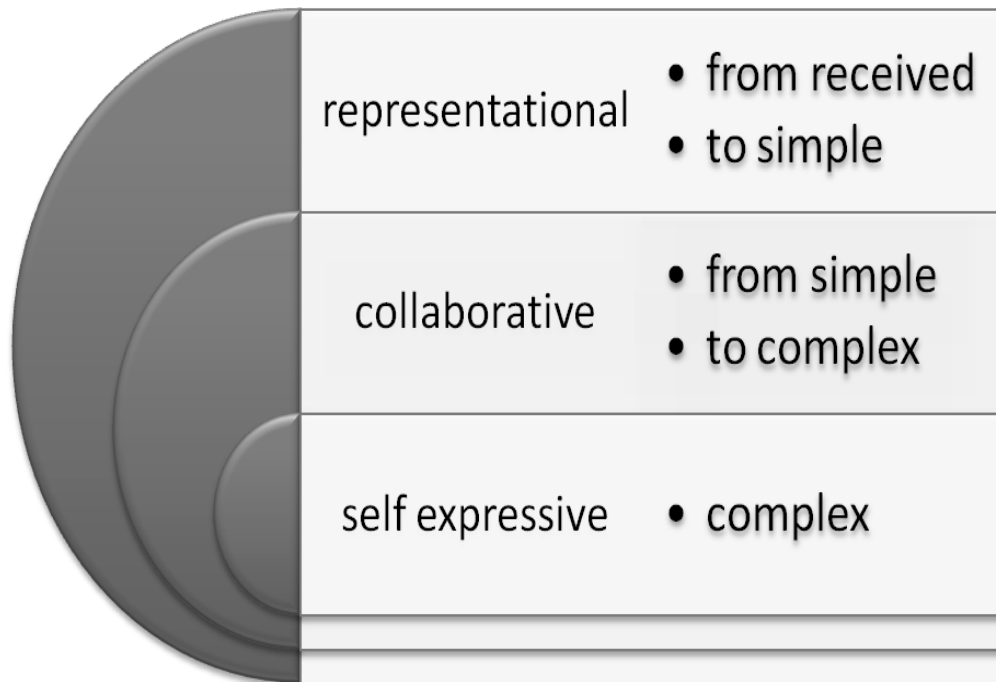 representational
• from received
• to simple
collaborative
• from simple
• to complex
self expressive
• complex